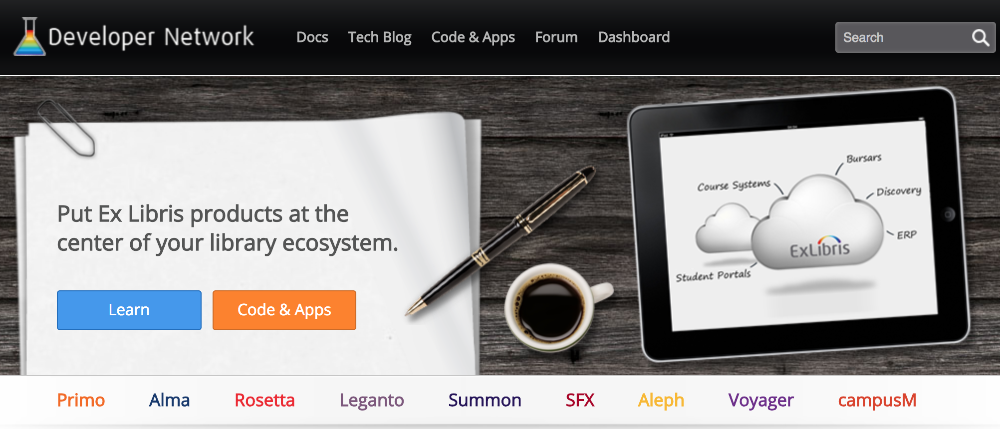 Developer Network
Docs Tech Blog Code & Apps Forum Dashboard
Search
Put Ex Libris products at the
center of your library ecosystem.
Learn Code & Apps
Bursars
Course Systems
Discovery
ERP
ExLibris
Student Portals
Primo Alma Rosetta Leganto Summon SFX Aleph Voyager campusM